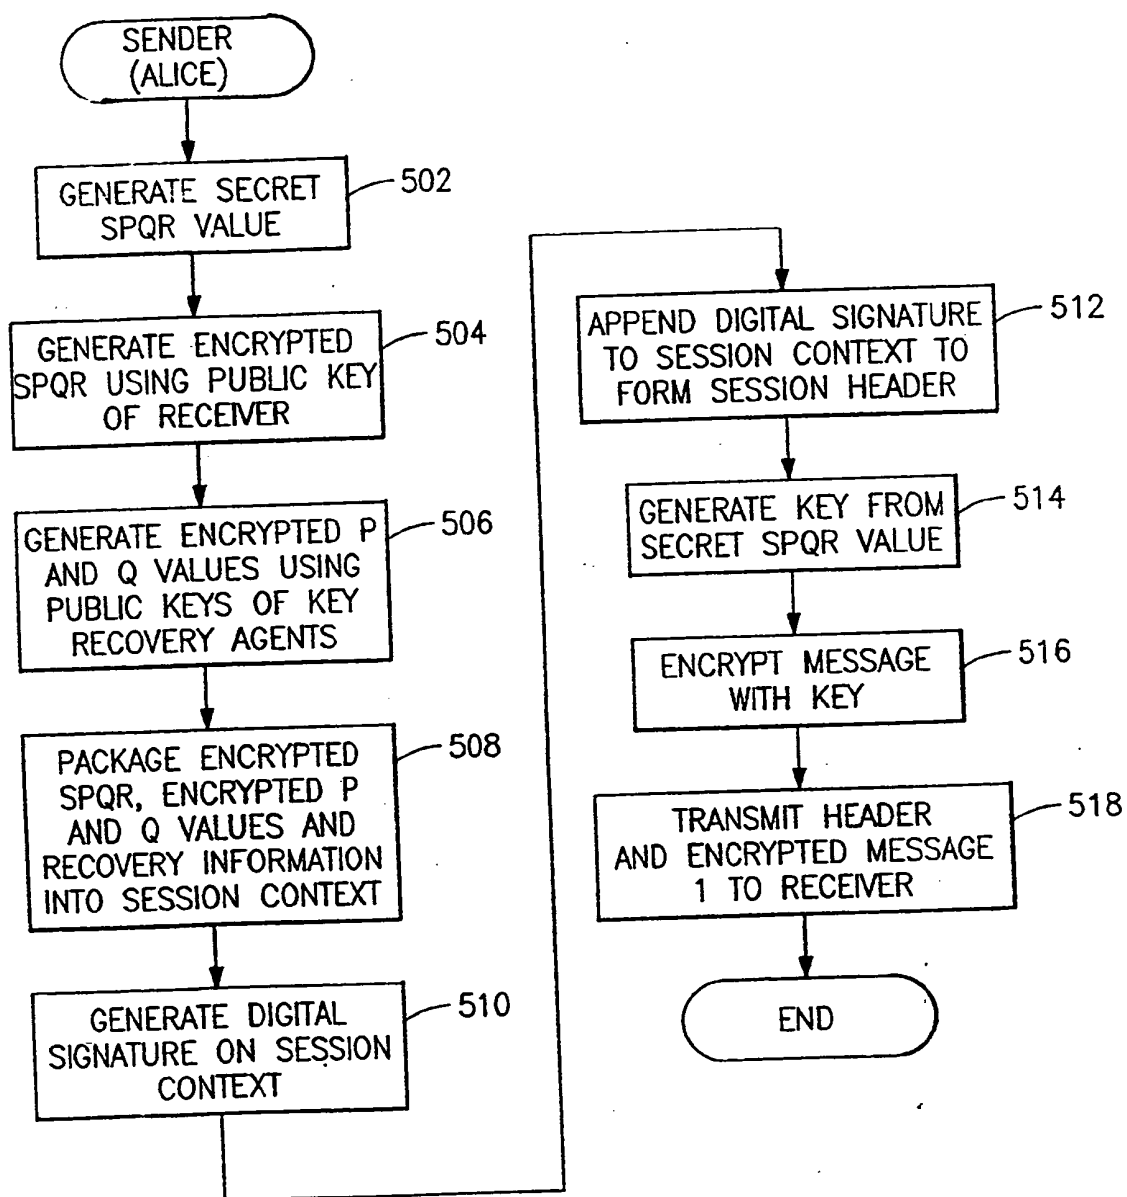 SENDER
(ALICE)
GENERATE SECRET
SPQR VALUE
502
GENERATE ENCRYPTED
SPQR USING PUBLIC KEY
OF RECEIVER
504
GENERATE ENCRYPTED P
AND Q VALUES USING
PUBLIC KEYS OF KEY
RECOVERY AGENTS
506
PACKAGE ENCRYPTED
SPQR, ENCRYPTED P
AND Q VALUES AND
RECOVERY INFORMATION
INTO SESSION CONTEXT
508
GENERATE DIGITAL
SIGNATURE ON SESSION
CONTEXT
510
APPEND DIGITAL SIGNATURE
TO SESSION CONTEXT TO
FORM SESSION HEADER
512
GENERATE KEY FROM
SECRET SPQR VALUE
514
ENCRYPT MESSAGE
WITH KEY
516
TRANSMIT HEADER
AND ENCRYPTED MESSAGE
1 TO RECEIVER
518
END